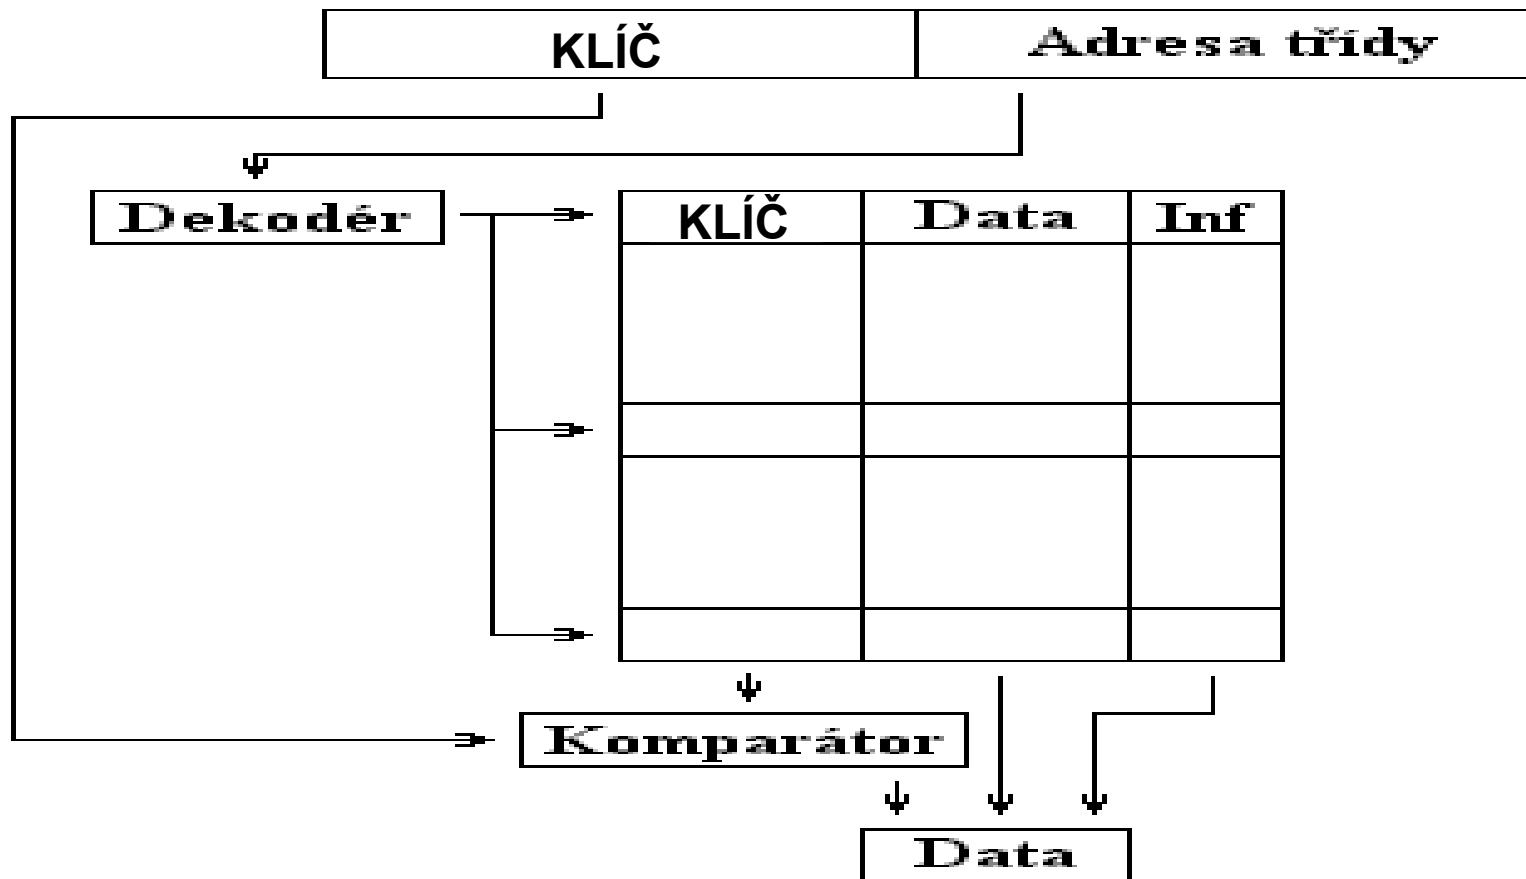 KLÍČ Adresa třídy
Dekodér KLÍČ Data Inf
Komparátor
Data